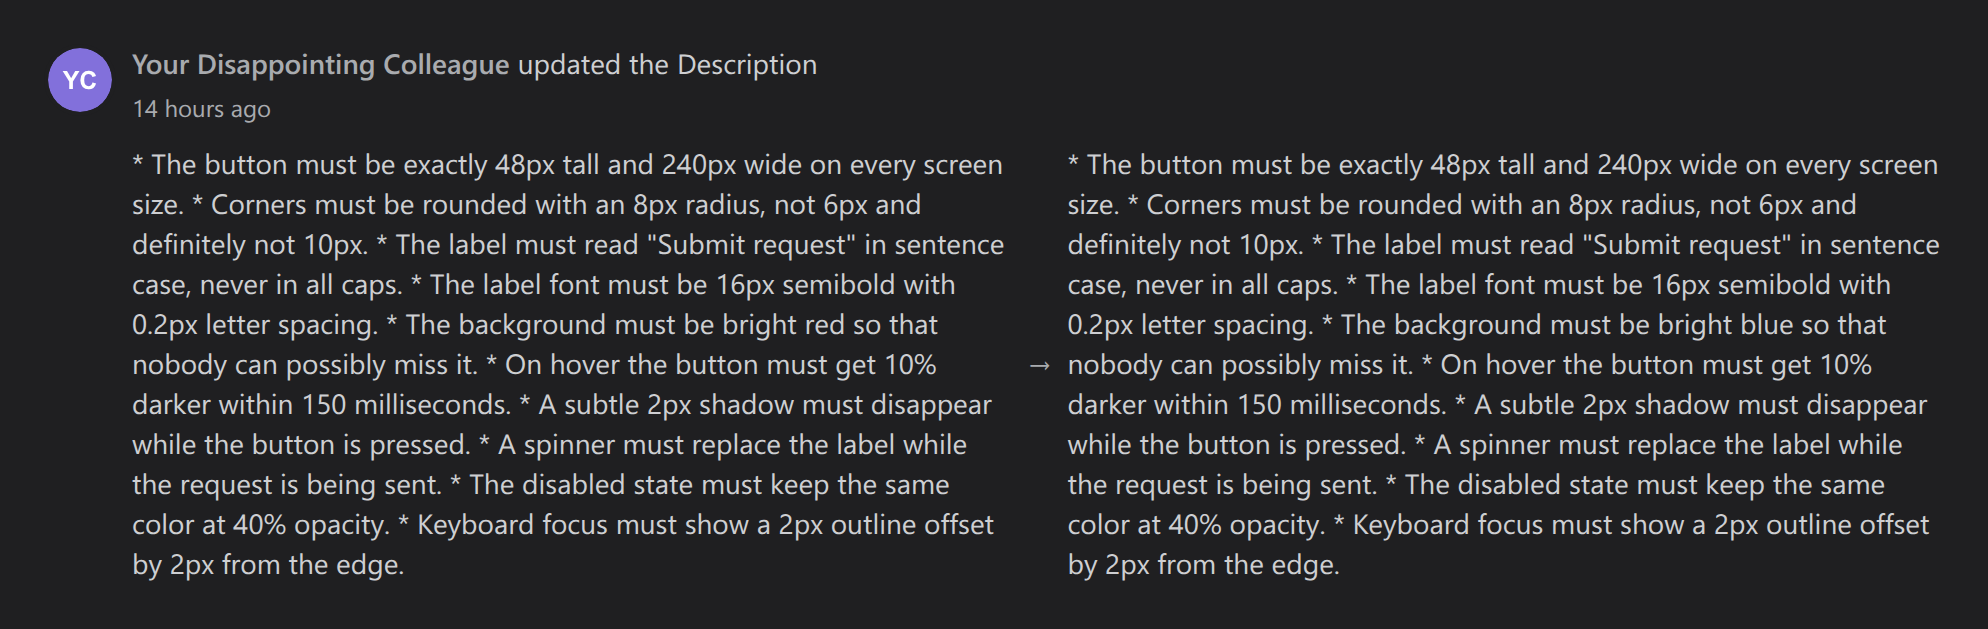 YC
Your Disappointing Colleague updated the Description
14 hours ago
* The button must be exactly 48px tall and 240px wide on every screen
size. * Corners must be rounded with an 8px radius, not 6px and
definitely not 10px. * The label must read "Submit request" in sentence
case, never in all caps. * The label font must be 16px semibold with
0.2px letter spacing. * The background must be bright red so that
nobody can possibly miss it. * On hover the button must get 10%
darker within 150 milliseconds. * A subtle 2px shadow must disappear
while the button is pressed. * A spinner must replace the label while
the request is being sent. * The disabled state must keep the same
color at 40% opacity. * Keyboard focus must show a 2px outline offset
by 2px from the edge.
→
* The button must be exactly 48px tall and 240px wide on every screen
size. * Corners must be rounded with an 8px radius, not 6px and
definitely not 10px. * The label must read "Submit request" in sentence
case, never in all caps. * The label font must be 16px semibold with
0.2px letter spacing. * The background must be bright blue so that
nobody can possibly miss it. * On hover the button must get 10%
darker within 150 milliseconds. * A subtle 2px shadow must disappear
while the button is pressed. * A spinner must replace the label while
the request is being sent. * The disabled state must keep the same
color at 40% opacity. * Keyboard focus must show a 2px outline offset
by 2px from the edge.